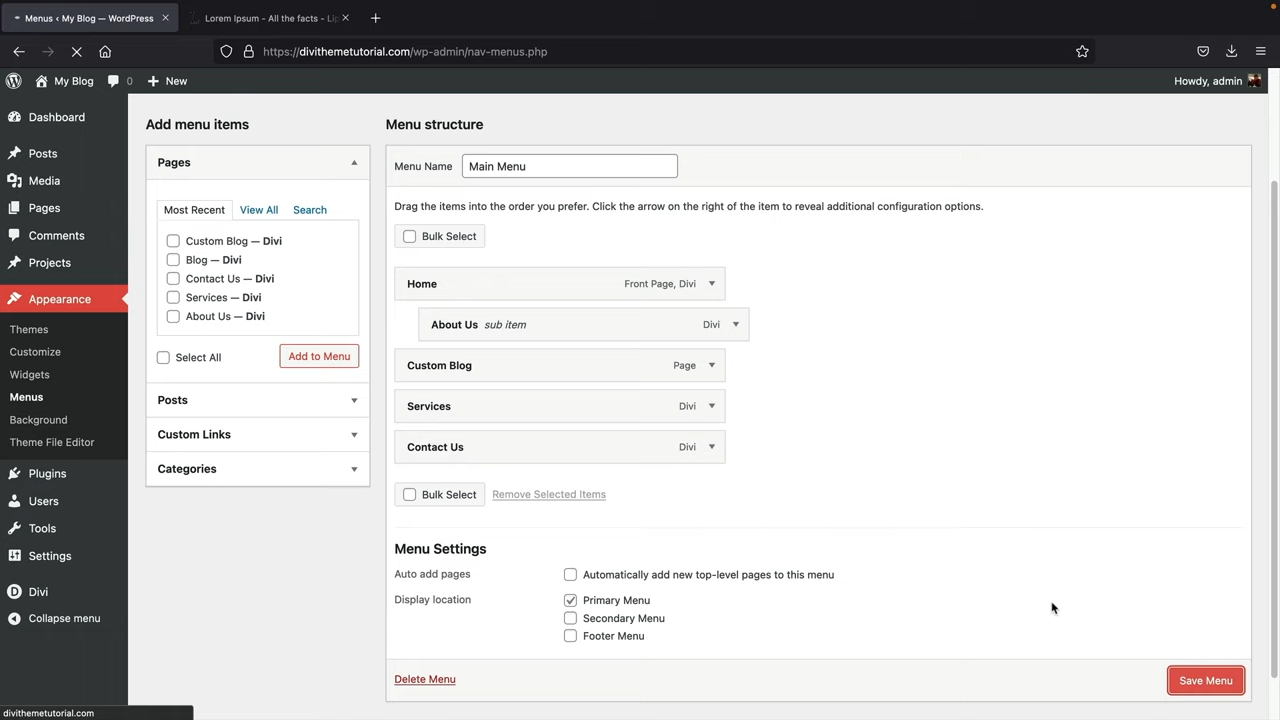 Menus ‹ My Blog — WordPress
Lorem Ipsum - All the facts - Lip
https://divithemetutorial.com/wp-admin/nav-menus.php
My Blog
0
New
Howdy, admin
Dashboard
Posts
Media
Pages
Comments
Projects
Appearance
Themes
Customize
Widgets
Menus
Background
Theme File Editor
Plugins
Users
Tools
Settings
Divi
Collapse menu
divithemetutorial.com
Add menu items
Pages
Most Recent
View All
Search
Custom Blog — Divi
Blog — Divi
Contact Us — Divi
Services — Divi
About Us — Divi
Select All
Add to Menu
Posts
Custom Links
Categories
Menu structure
Menu Name
Main Menu
Drag the items into the order you prefer. Click the arrow on the right of the item to reveal additional configuration options.
Bulk Select
Home
Front Page, Divi
About Us sub item
Divi
Custom Blog
Page
Services
Divi
Contact Us
Divi
Bulk Select
Remove Selected Items
Menu Settings
Auto add pages
Automatically add new top-level pages to this menu
Display location
Primary Menu
Secondary Menu
Footer Menu
Delete Menu
Save Menu